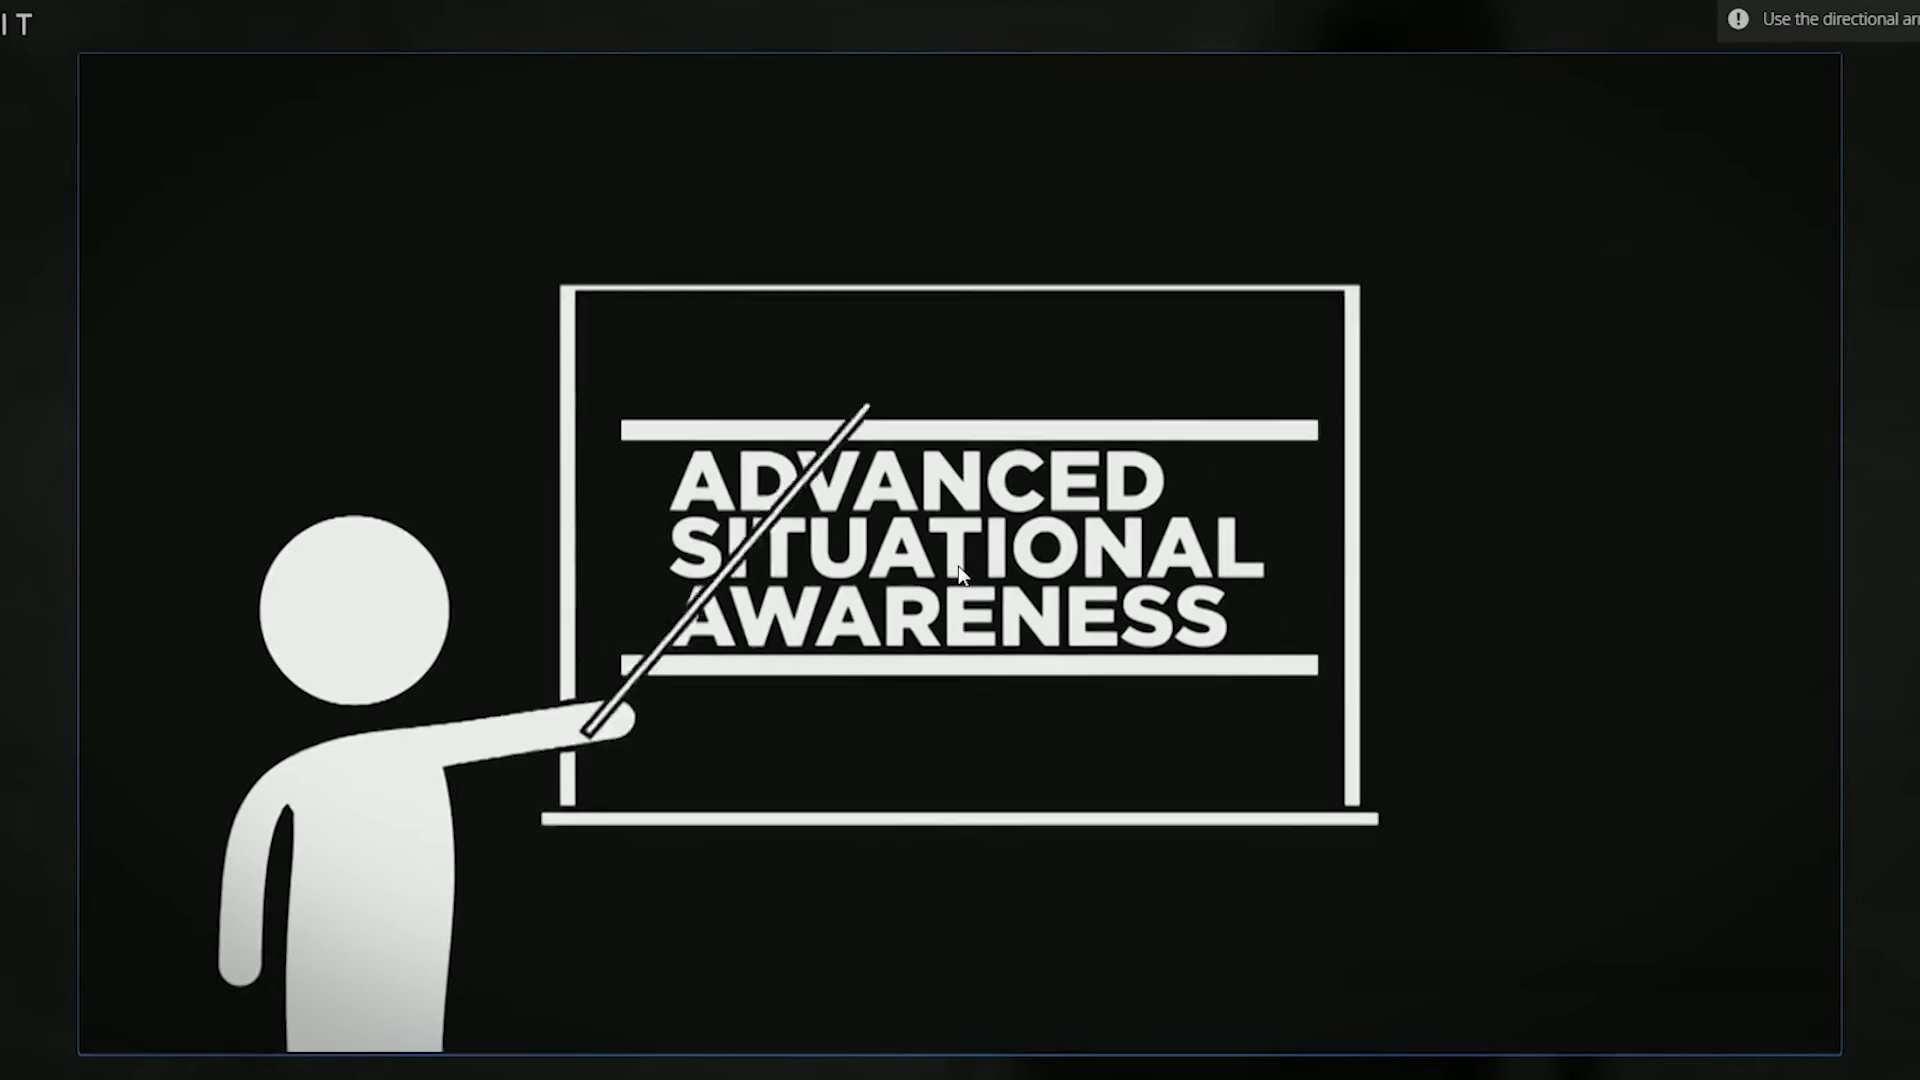 IT
Use the directional
ADVANCED
SITUATIONAL
AWARENESS